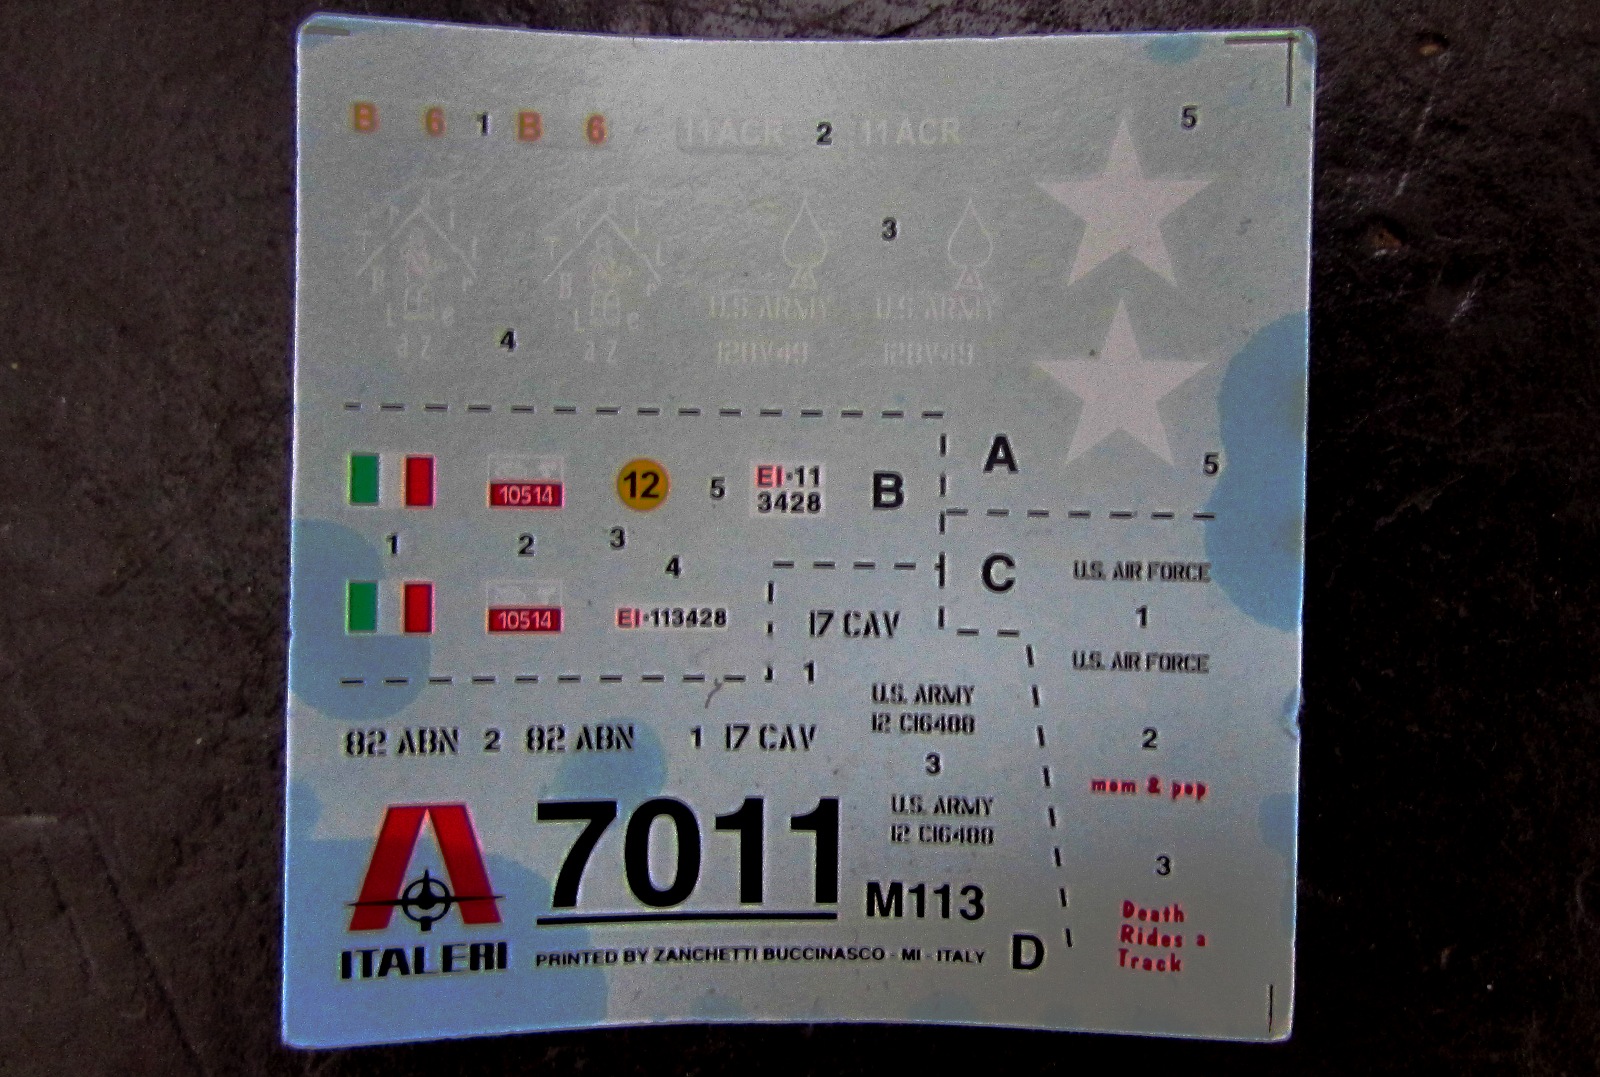 B 6 1 B 6
11ACR 2 11ACR
5
3
U.S ARMY
U.S ARMY
4
A
5
10514
12
5
EI·11
3428
B
1
2
3
4
10514
EI·113428
C
U.S. AIR FORCE
1
U.S. AIR FORCE
17 CAV
1
82 ABN 2 82 ABN 1 17 CAV
U.S. ARMY
12 C16488
3
U.S. ARMY
12 C16488
2
mom & pop
3
Death
Rides a
Track
ITALERI
7011
M113
PRINTED BY ZANCHETTI BUCCINASCO - MI - ITALY
D